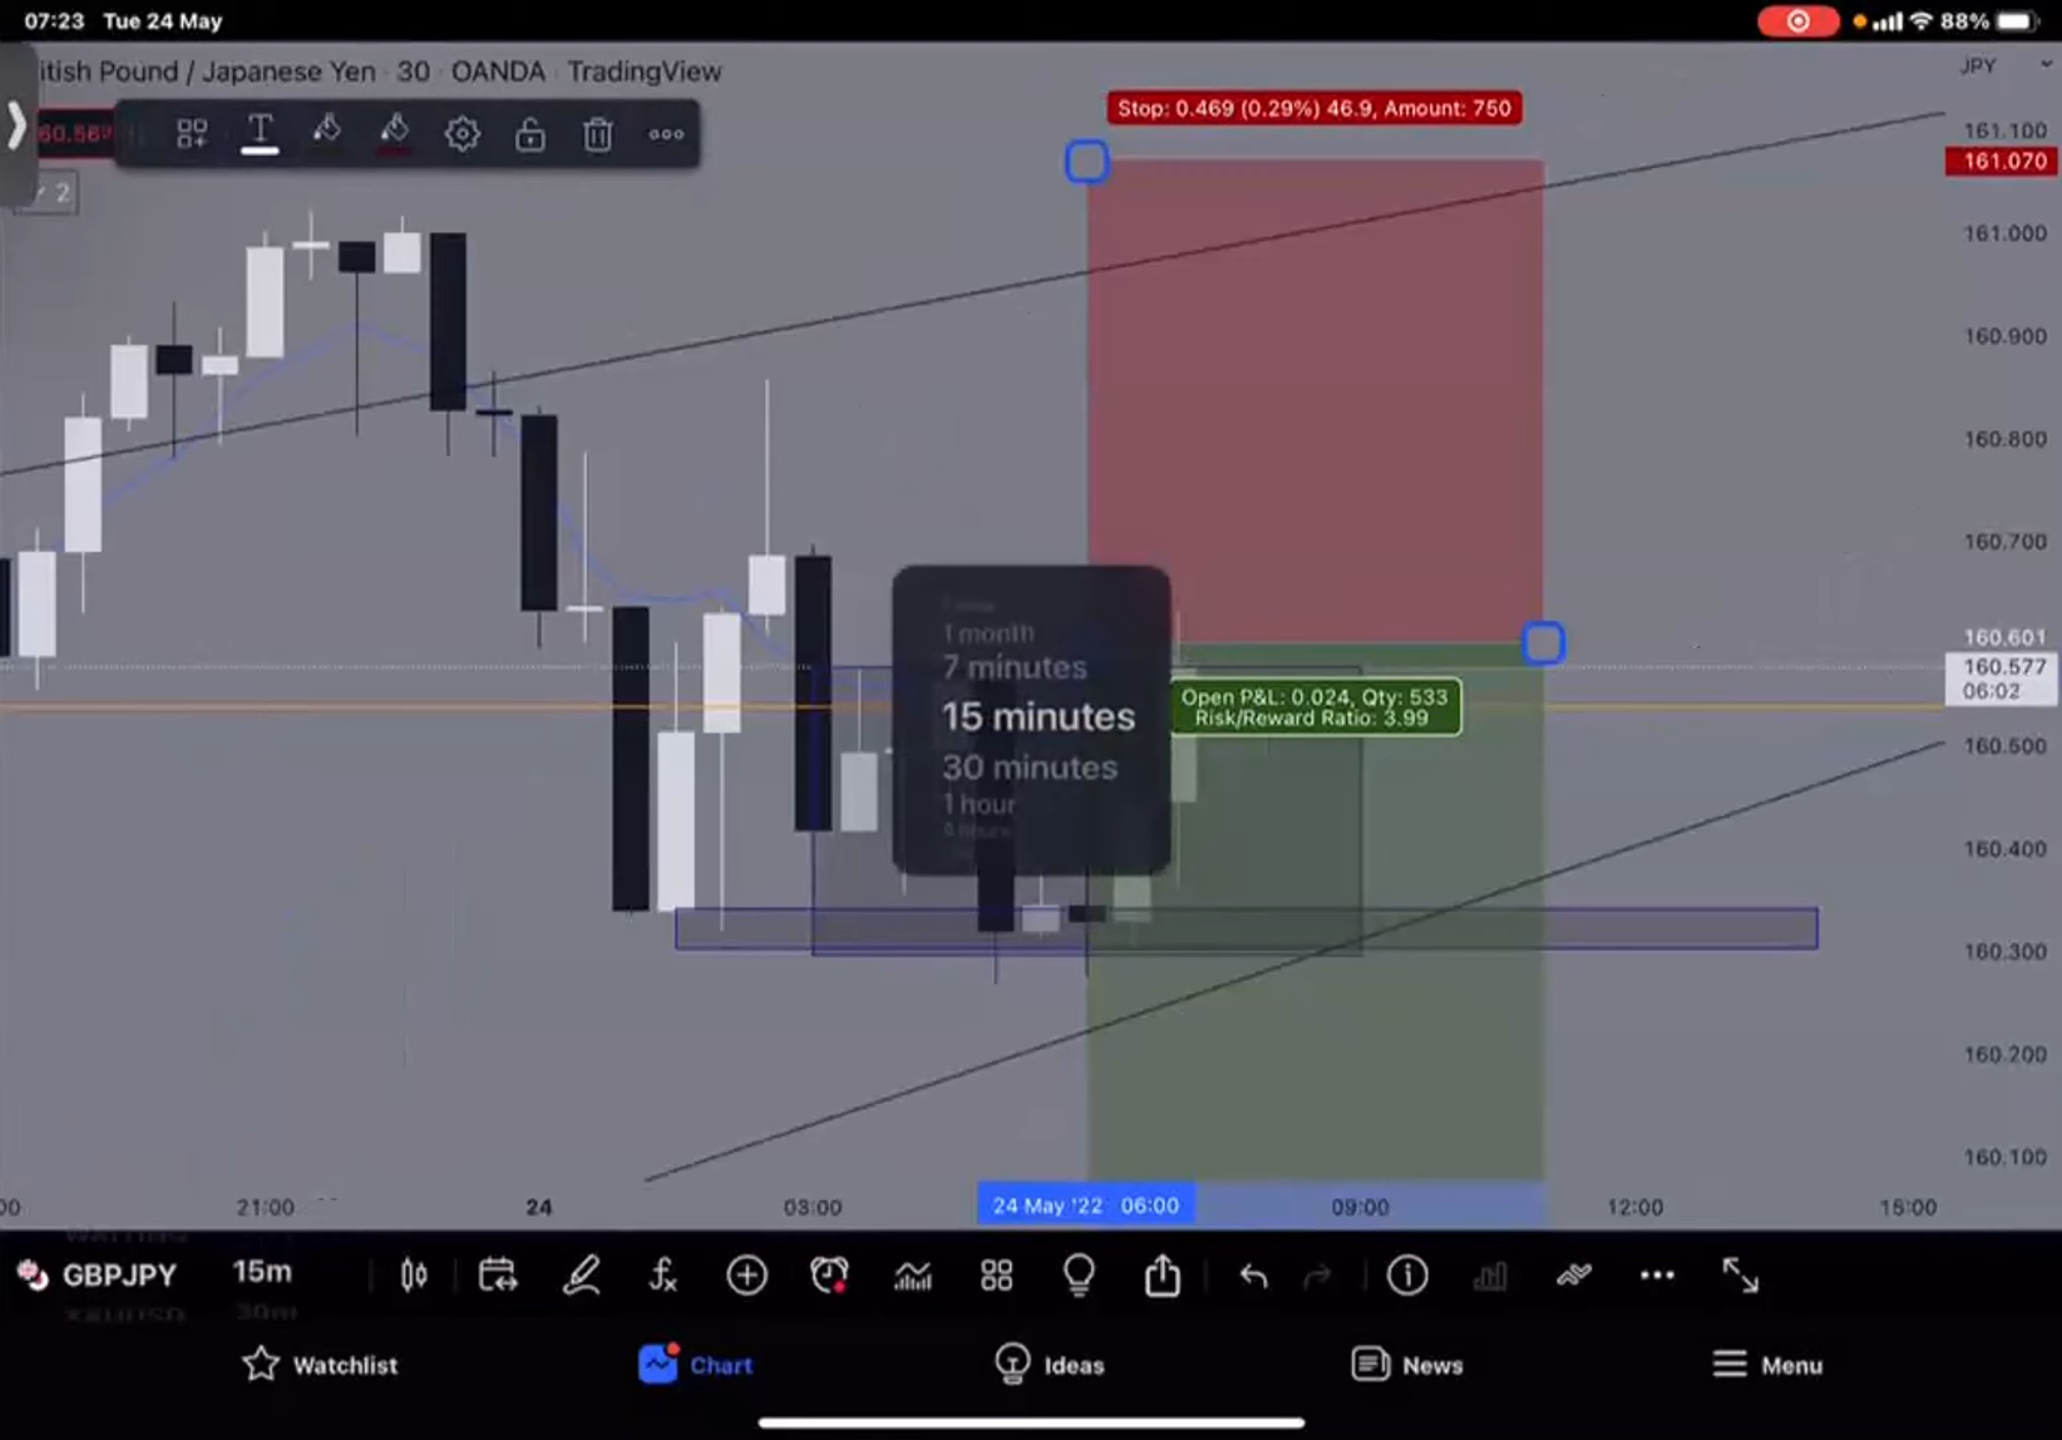 07:23 Tue 24 May
88%
itish Pound / Japanese Yen · 30 · OANDA · TradingView
JPY
Stop: 0.469 (0.29%) 46.9, Amount: 750
161.100
161.070
2
161.000
160.900
160.800
160.700
1 month
7 minutes
15 minutes
30 minutes
1 hour
160.601
160.577
06:02
Open P&L: 0.024, Qty: 533
Risk/Reward Ratio: 3.99
160.500
160.400
160.300
160.200
160.100
21:00
24
03:00
24 May '22 06:00
09:00
12:00
15:00
GBPJPY
15m
30m
Watchlist
Chart
Ideas
News
Menu